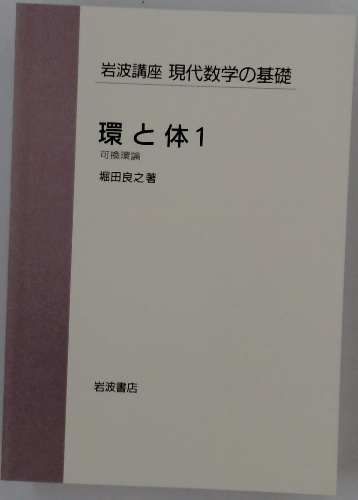 岩波講座 現代数学の基礎
環と体1
可換環論
堀田良之著
岩波書店